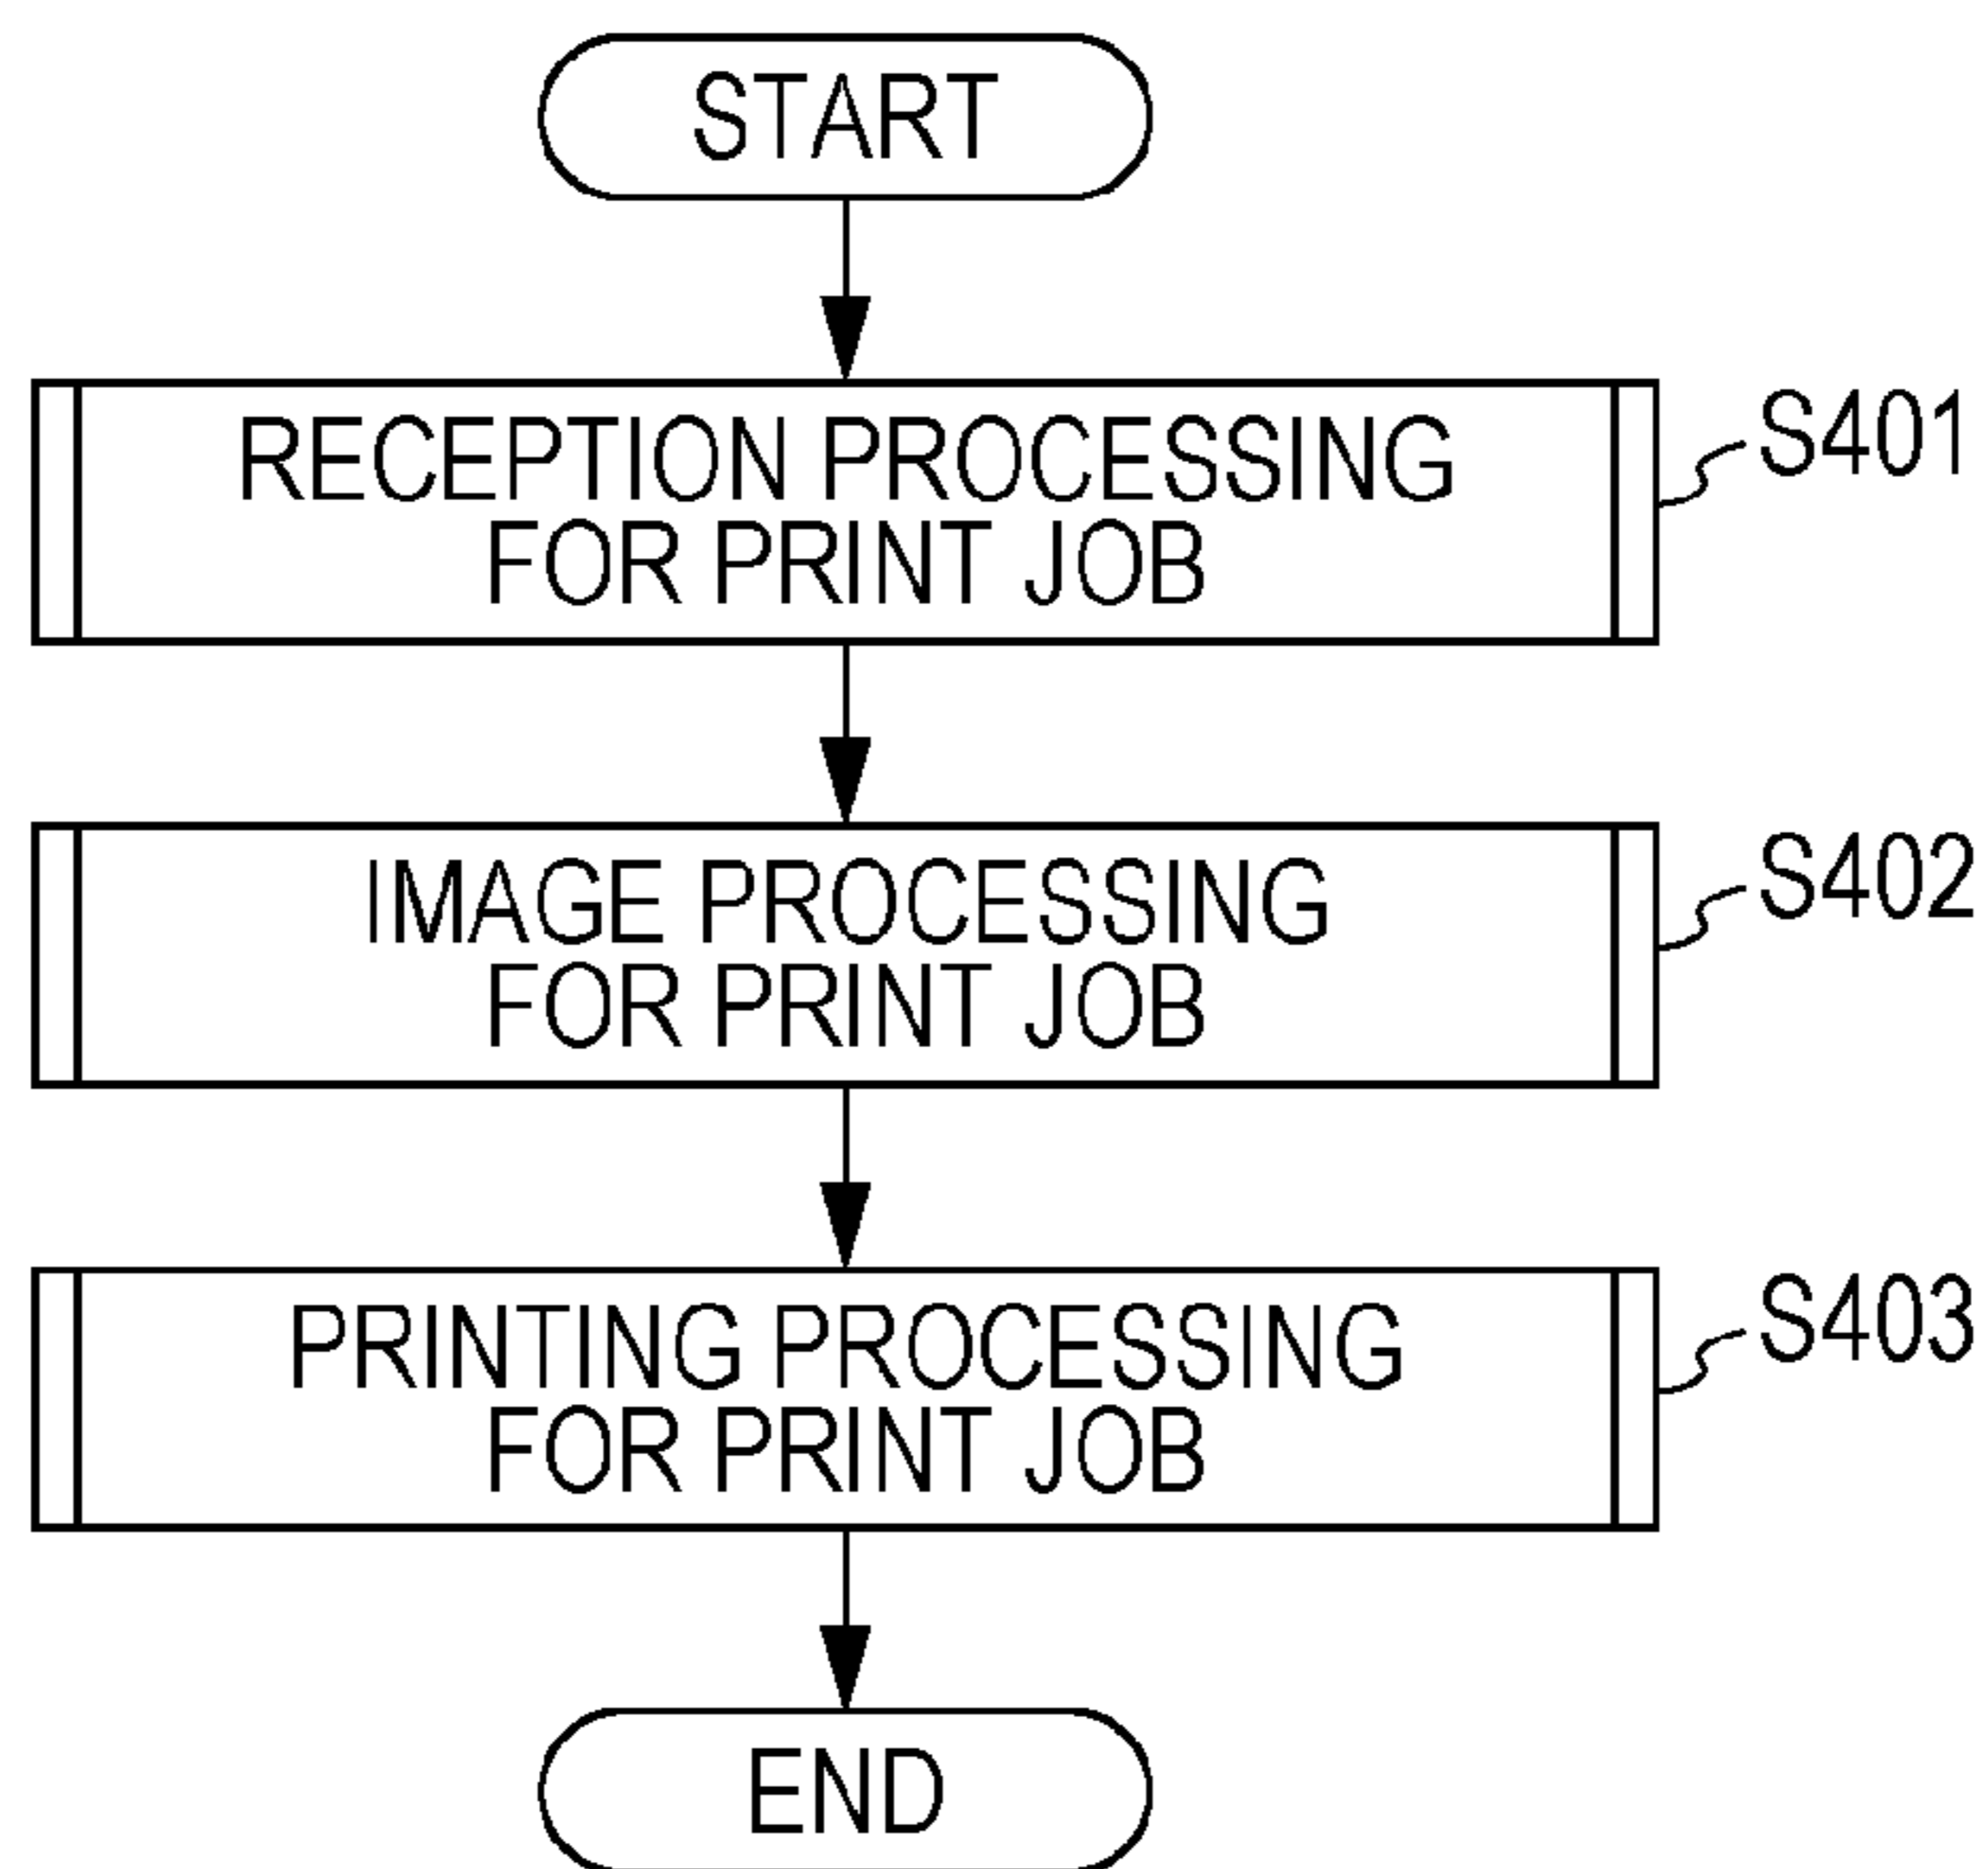 START
RECEPTION PROCESSING
FOR PRINT JOB
S401
IMAGE PROCESSING
FOR PRINT JOB
S402
PRINTING PROCESSING
FOR PRINT JOB
S403
END